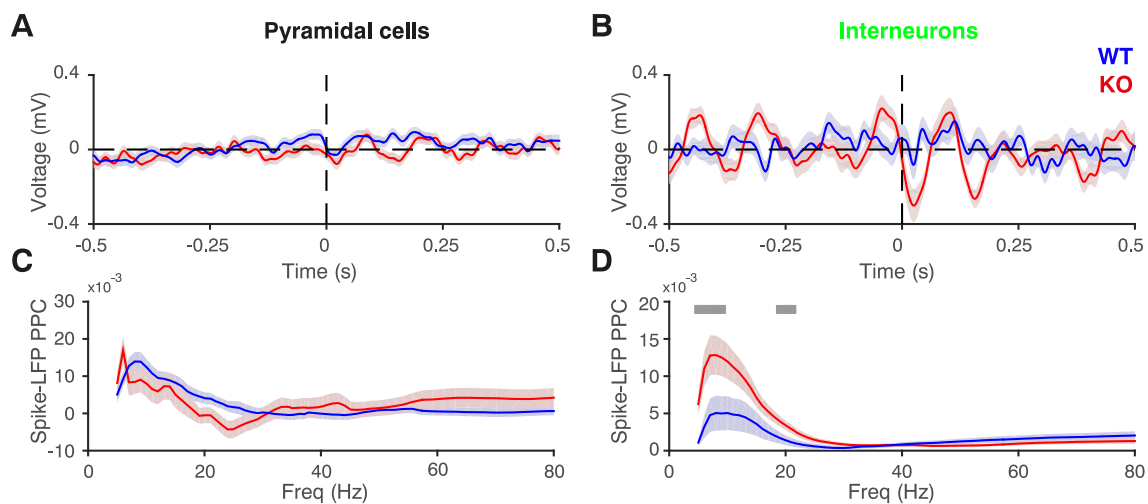 A
Pyramidal cells
B
Interneurons
WT
KO
0.4
0
-0.4
Voltage (mV)
-0.5
-0.25
0
0.25
0.5
Time (s)
0.4
0
-0.4
Voltage (mV)
-0.5
-0.25
0
0.25
0.5
Time (s)
C
x10-3
30
20
10
0
-10
Spike-LFP PPC
0
20
40
60
80
Freq (Hz)
D
x10-3
20
15
10
5
0
Spike-LFP PPC
0
20
40
60
80
Freq (Hz)